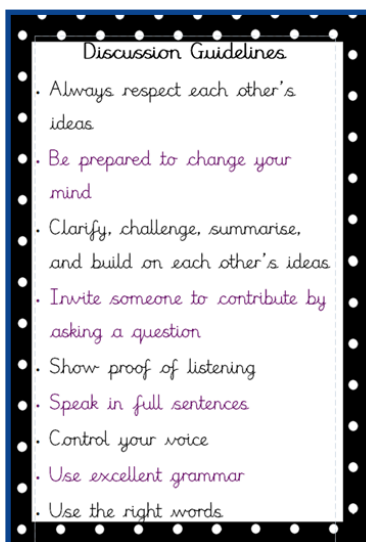 Discussion Guidelines
• Always respect each other's
ideas
• Be prepared to change your
mind
• Clarify, challenge, summarise,
and build on each other's ideas
• Invite someone to contribute by
asking a question
• Show proof of listening
• Speak in full sentences
• Control your voice
• Use excellent grammar
• Use the right words